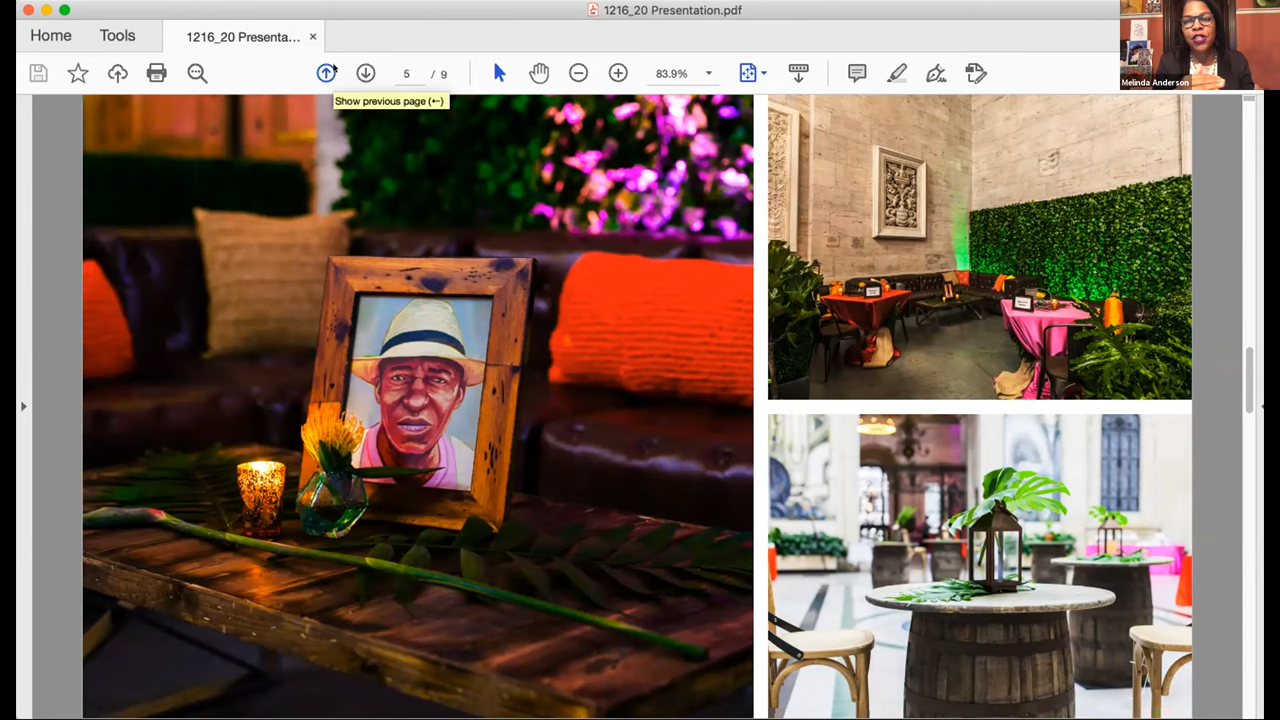 1216_20 Presentation.pdf
Home
Tools
1216_20 Presenta...
5 / 9
83.9%
Show previous page (←)
Melinda Anderson